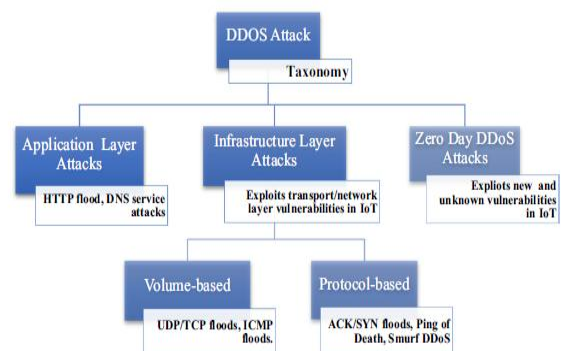 DDOS Attack
Taxonomy
Application Layer
Attacks
HTTP flood, DNS service
attacks
Infrastructure Layer
Attacks
Exploits transport/network
layer vulnerabilities in IoT
Zero Day DDoS
Attacks
Expliots new and
unknown vulnerabilities
in IoT
Volume-based
UDP/TCP floods, ICMP
floods.
Protocol-based
ACK/SYN floods, Ping of
Death, Smurf DDoS